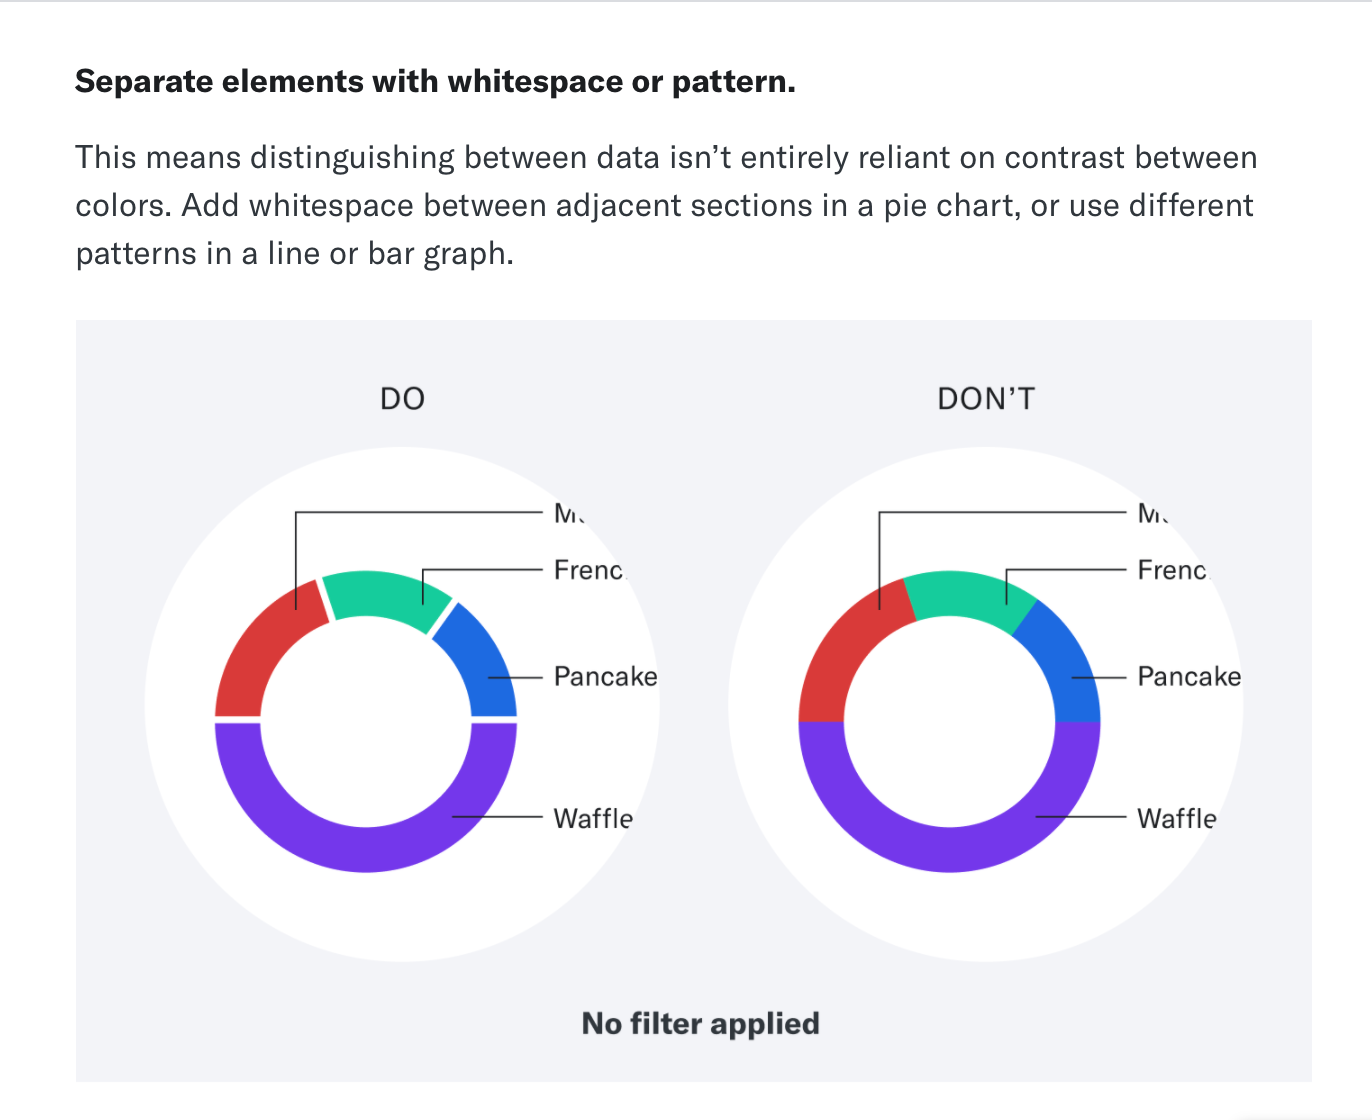 Separate elements with whitespace or pattern.
This means distinguishing between data isn’t entirely reliant on contrast between
colors. Add whitespace between adjacent sections in a pie chart, or use different
patterns in a line or bar graph.
DO
DON’T
Frenc
Frenc
Pancake
Pancake
Waffle
Waffle
No filter applied